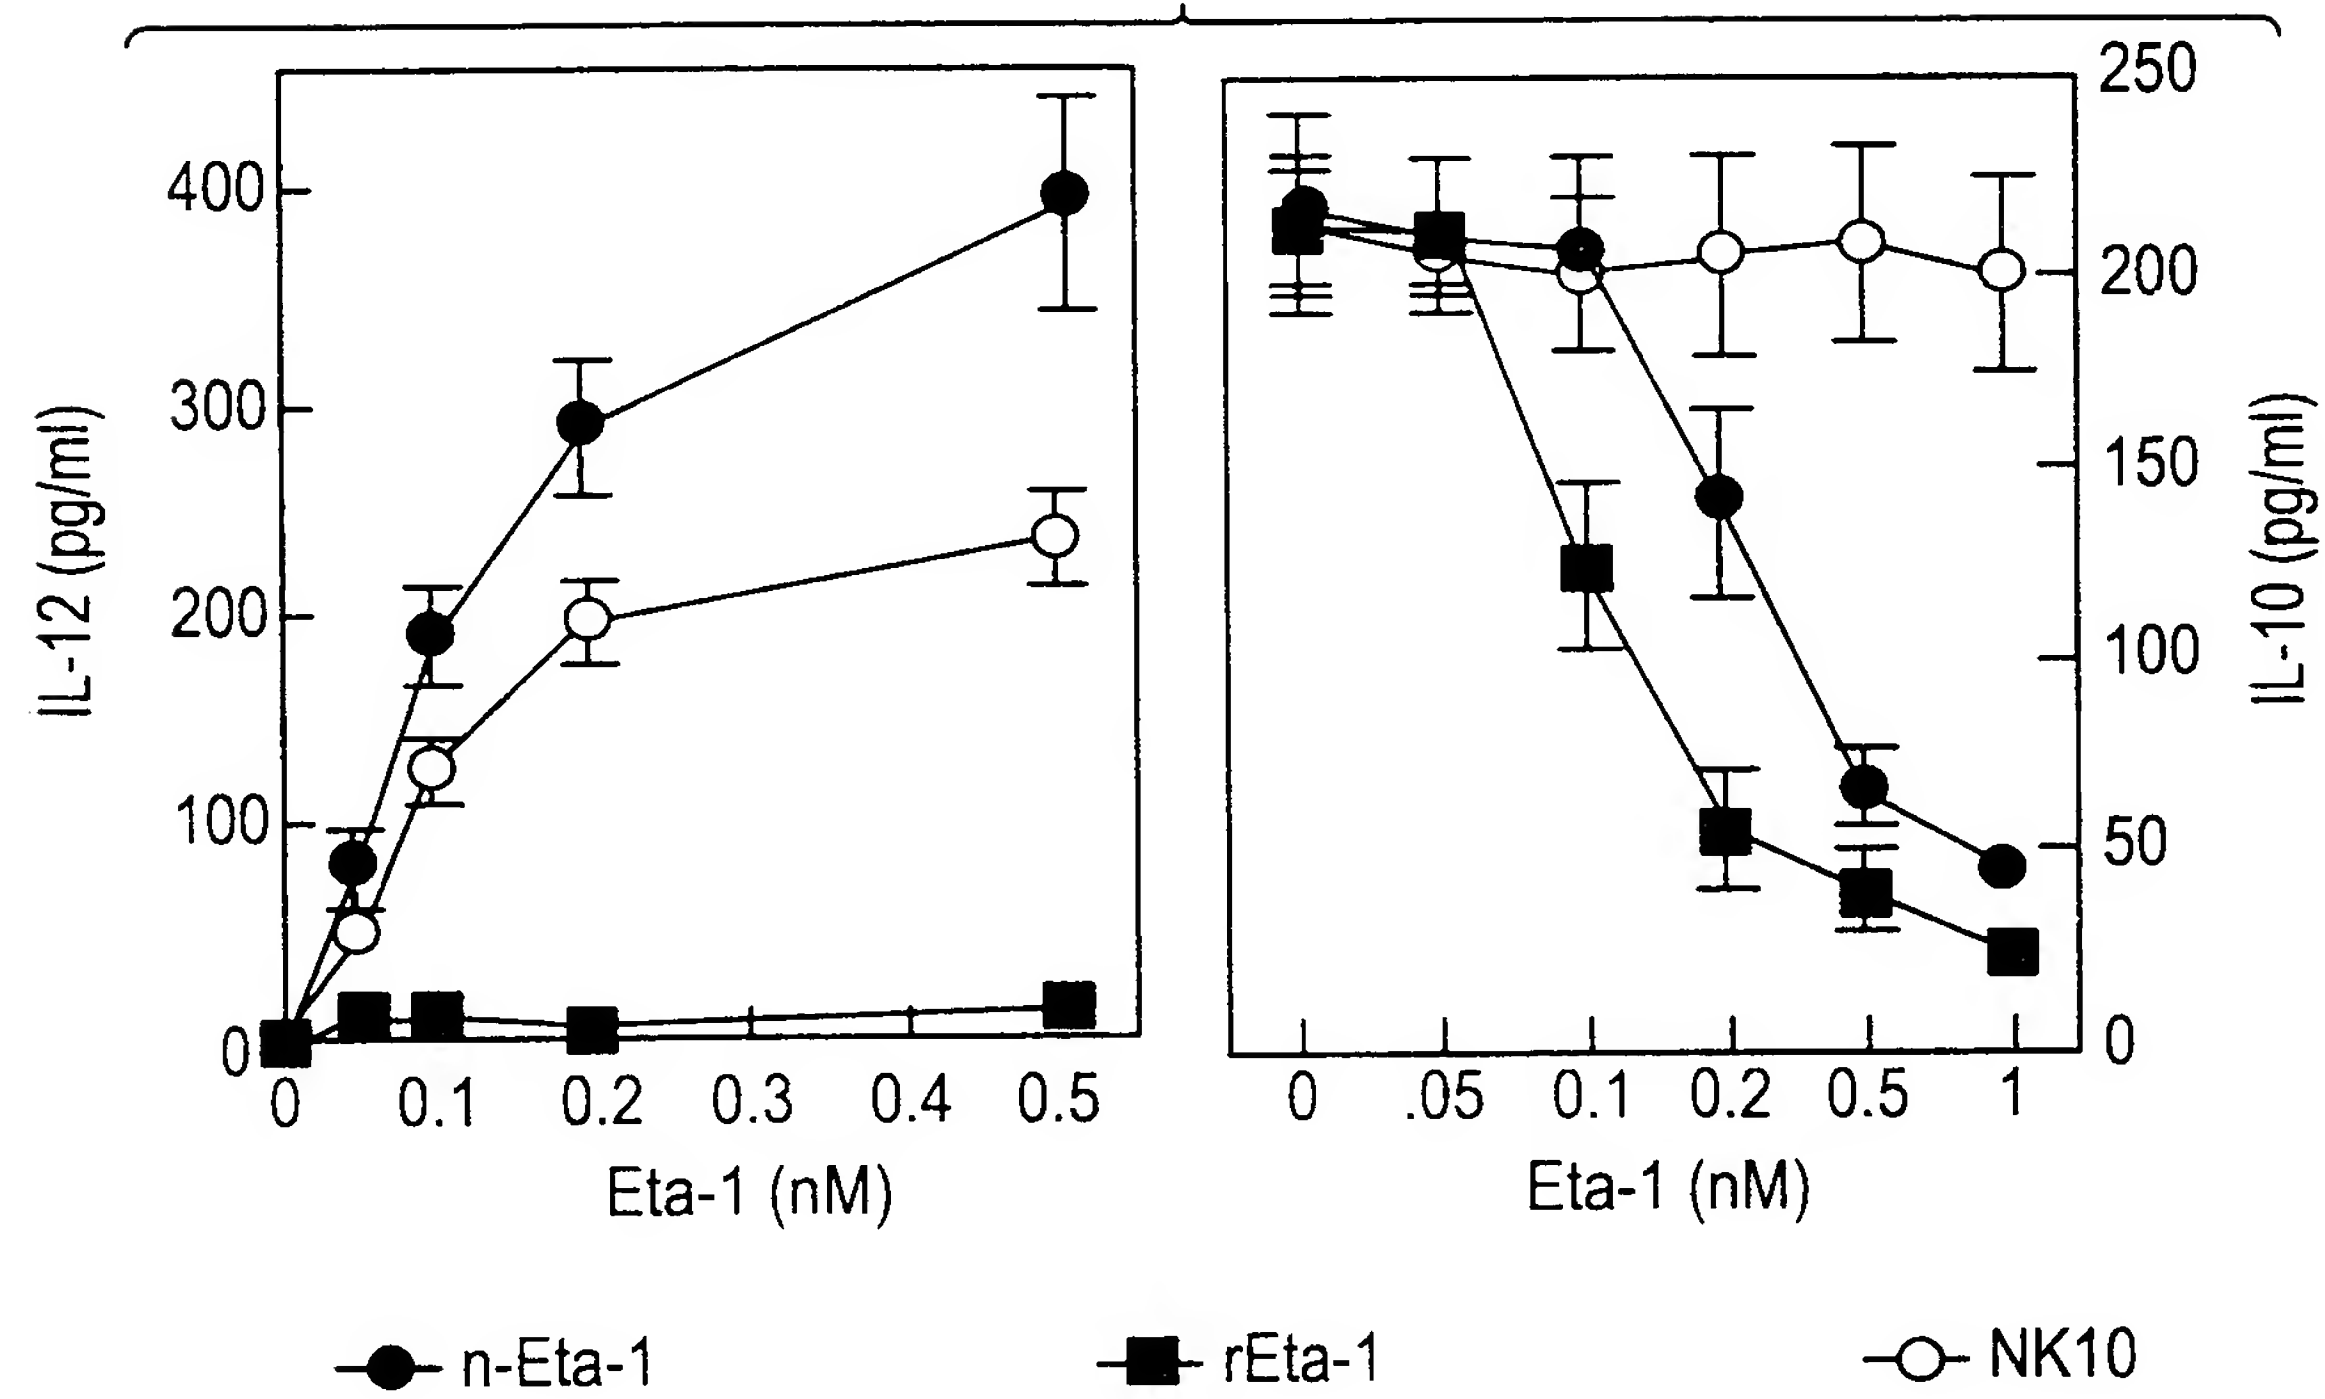 IL-12 (pg/ml)
400
300
200
100
0
0 0.1 0.2 0.3 0.4 0.5
Eta-1 (nM)
250
200
150
100
50
0
IL-10 (pg/ml)
0 .05 0.1 0.2 0.5 1
Eta-1 (nM)
n-Eta-1 rEta-1 NK10